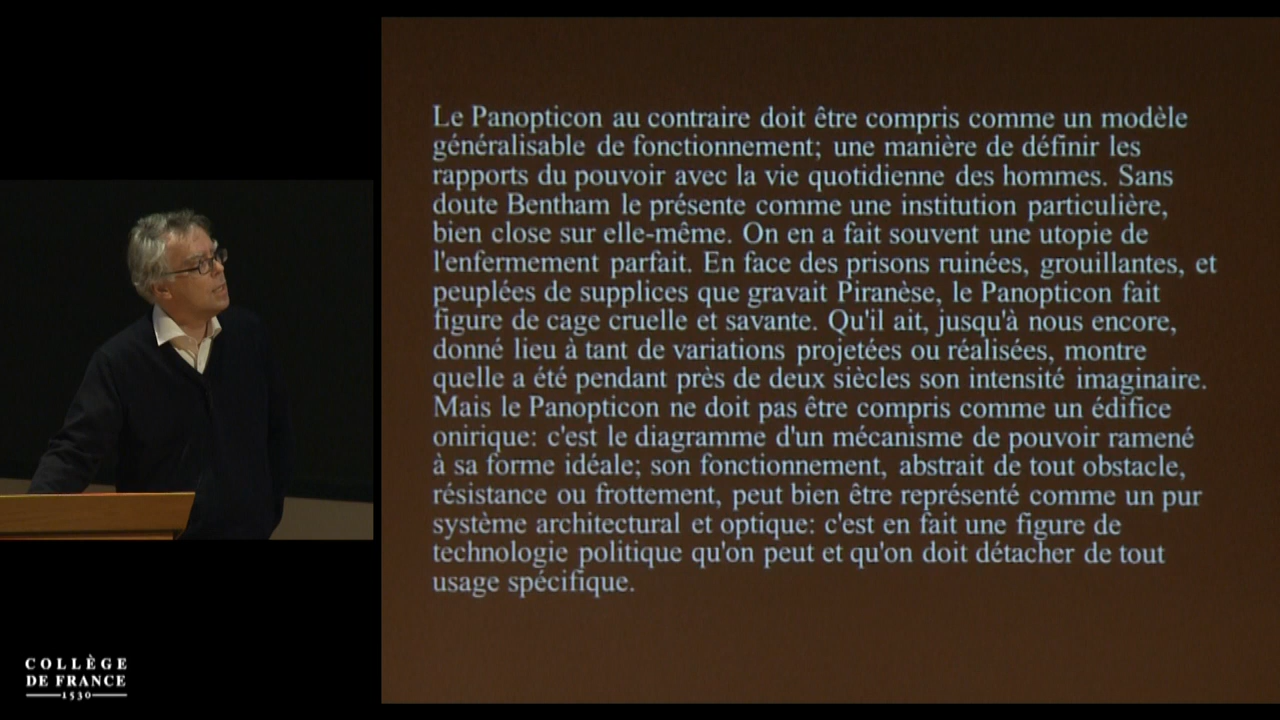 Le Panopticon au contraire doit être compris comme un modèle
généralisable de fonctionnement; une manière de définir les
rapports du pouvoir avec la vie quotidienne des hommes. Sans
doute Bentham le présente comme une institution particulière,
bien close sur elle-même. On en a fait souvent une utopie de
l'enfermement parfait. En face des prisons ruinées, grouillantes, et
peuplées de supplices que gravait Piranèse, le Panopticon fait
figure de cage cruelle et savante. Qu'il ait, jusqu'à nous encore,
donné lieu à tant de variations projetées ou réalisées, montre
quelle a été pendant près de deux siècles son intensité imaginaire.
Mais le Panopticon ne doit pas être compris comme un édifice
onirique: c'est le diagramme d'un mécanisme de pouvoir ramené
à sa forme idéale; son fonctionnement, abstrait de tout obstacle,
résistance ou frottement, peut bien être représenté comme un pur
système architectural et optique: c'est en fait une figure de
technologie politique qu'on peut et qu'on doit détacher de tout
usage spécifique.
COLLÈGE
DE FRANCE
1530